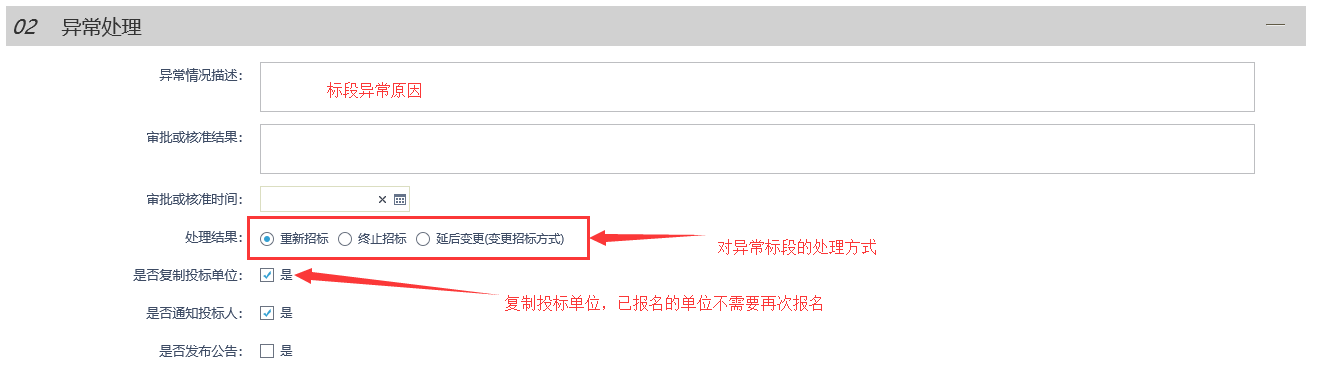 02 异常处理
异常情况描述:
标段异常原因
审批或核准结果:
审批或核准时间:
处理结果: 重新招标 终止招标 延后变更(变更招标方式)
对异常标段的处理方式
是否复制投标单位: 是
复制投标单位，已报名的单位不需要再次报名
是否通知投标人: 是
是否发布公告: 是